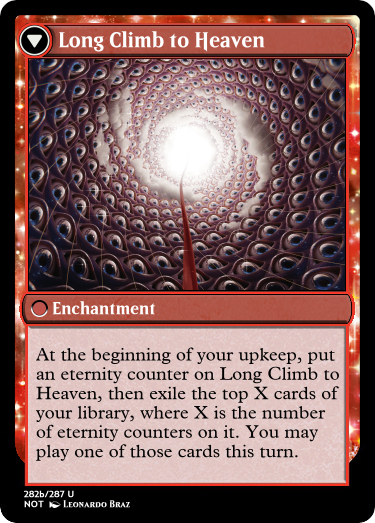 Long Climb to Heaven
Enchantment
At the beginning of your upkeep, put
an eternity counter on Long Climb to
Heaven, then exile the top X cards of
your library, where X is the number
of eternity counters on it. You may
play one of those cards this turn.
282b/287 U
NOT Leonardo Braz